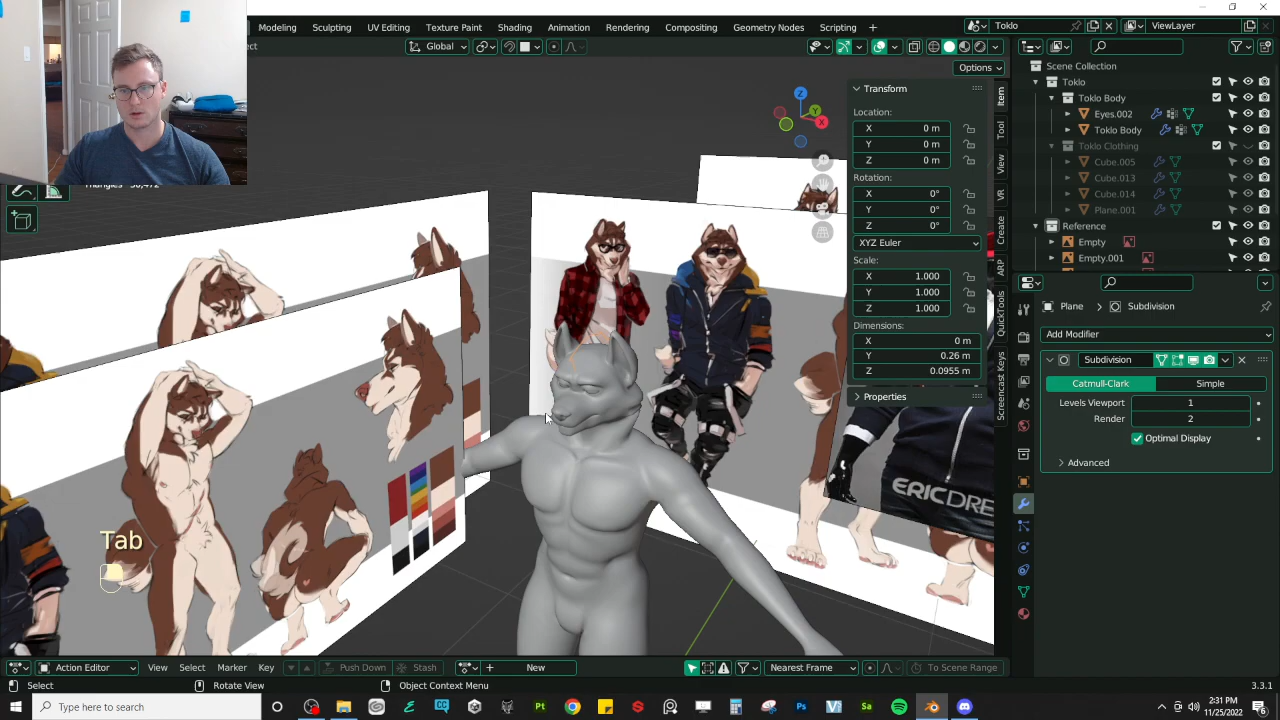 Modeling Sculpting UV Editing Texture Paint Shading Animation Rendering Compositing Geometry Nodes Scripting + Toklo ViewLayer
Global
Options
Transform
Location:
X 0 m
Y 0 m
Z 0 m
Rotation:
X 0°
Y 0°
Z 0°
XYZ Euler
Scale:
X 1.000
Y 1.000
Z 1.000
Dimensions:
X 0 m
Y 0.26 m
Z 0.0955 m
Properties
Item
Tool
View
VR
Create
ARP
QuickTools
Screencast Keys
Z
Y
X
Scene Collection
Toklo
Toklo Body
Eyes.002
Toklo Body
Toklo Clothing
Cube.005
Cube.013
Cube.014
Plane.001
Reference
Empty
Empty.001
Plane > Subdivision
Add Modifier
Subdivision
Catmull-Clark Simple
Levels Viewport 1
Render 2
Optimal Display
Advanced
Tab
Action Editor View Select Marker Key Push Down Stash + New Nearest Frame To Scene Range
Select Rotate View Object Context Menu 3.3.1
Type here to search
2:31 PM
11/25/2022